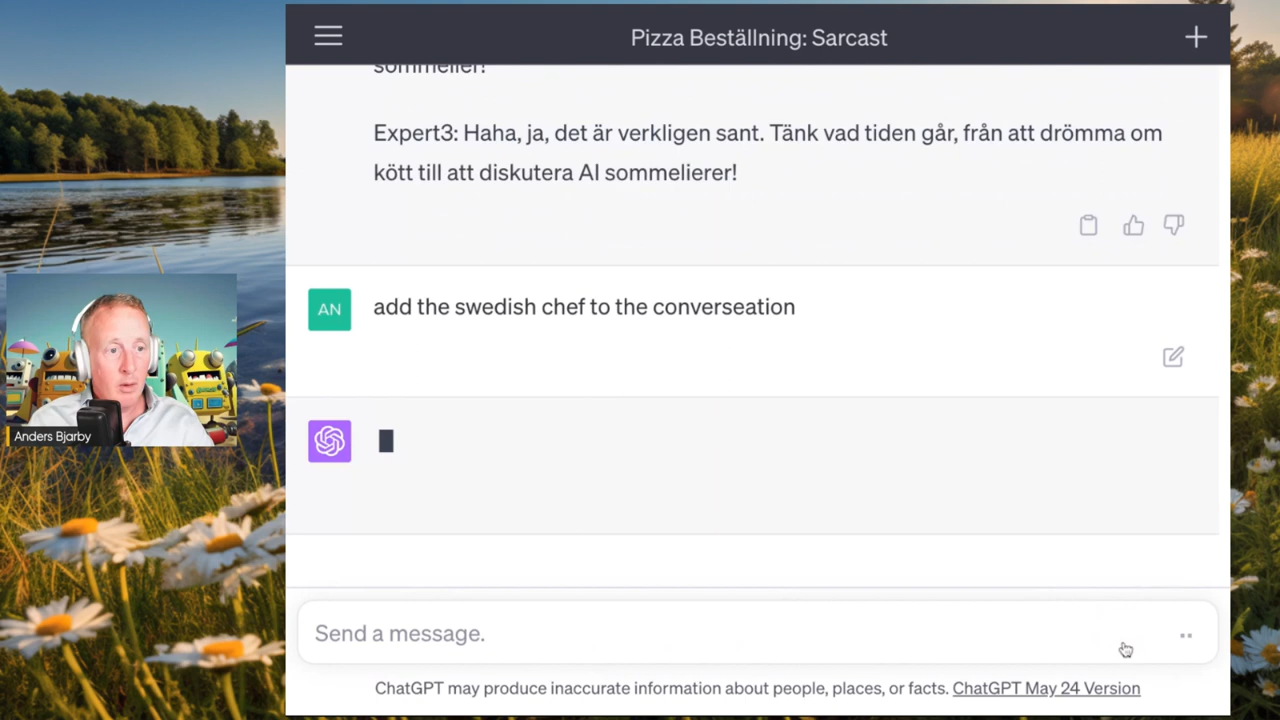 Pizza Beställning: Sarcast
sommelier!
Expert3: Haha, ja, det är verkligen sant. Tänk vad tiden går, från att drömma om
kött till att diskutera AI sommelierer!
AN
add the swedish chef to the converseation
Anders Bjarby
Send a message.
ChatGPT may produce inaccurate information about people, places, or facts. ChatGPT May 24 Version